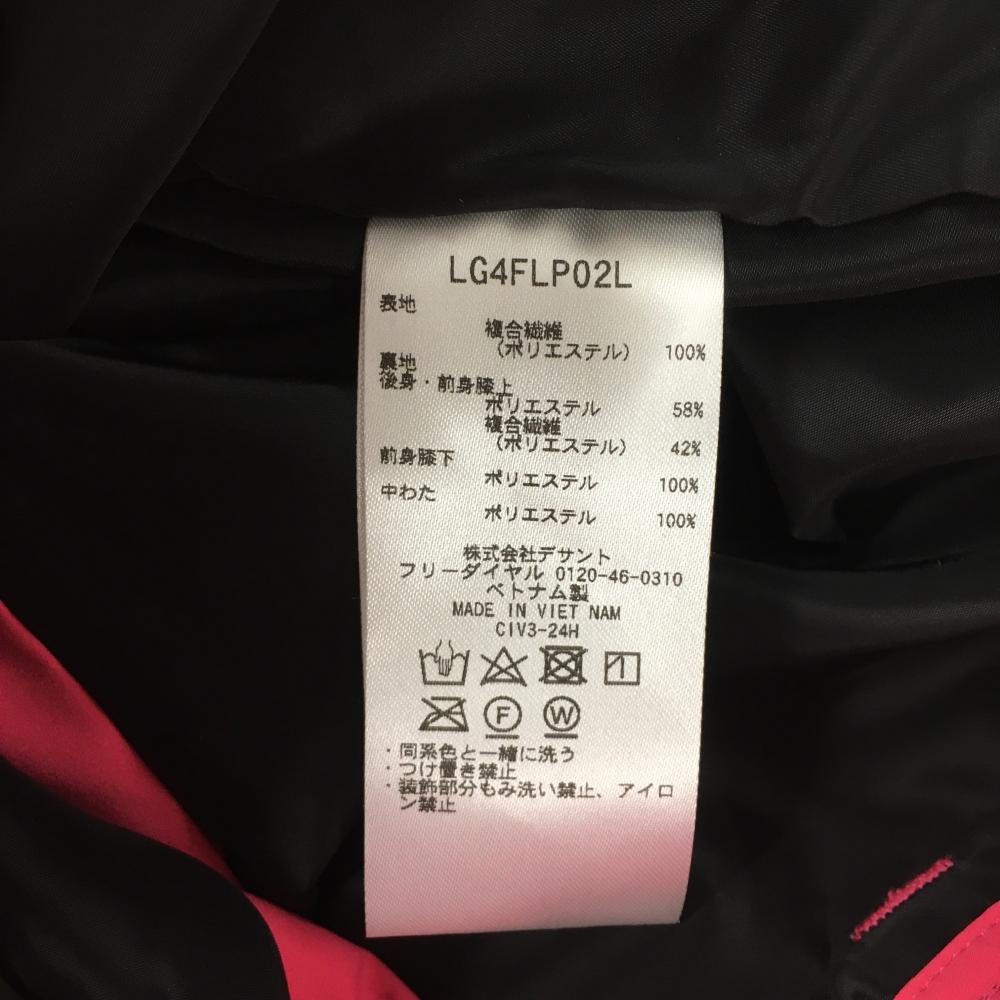 LG4FLP02L
表地
複合繊維
(ポリエステル) 100%
裏地
後身・前身膝上
ポリエステル 58%
複合繊維
(ポリエステル) 42%
前身膝下
ポリエステル 100%
中わた
ポリエステル 100%
株式会社デサント
フリーダイヤル 0120-46-0310
ベトナム製
MADE IN VIET NAM
CIV3-24H
F W
・同系色と一緒に洗う
・つけ置き禁止
・装飾部分もみ洗い禁止、アイロ
ン禁止